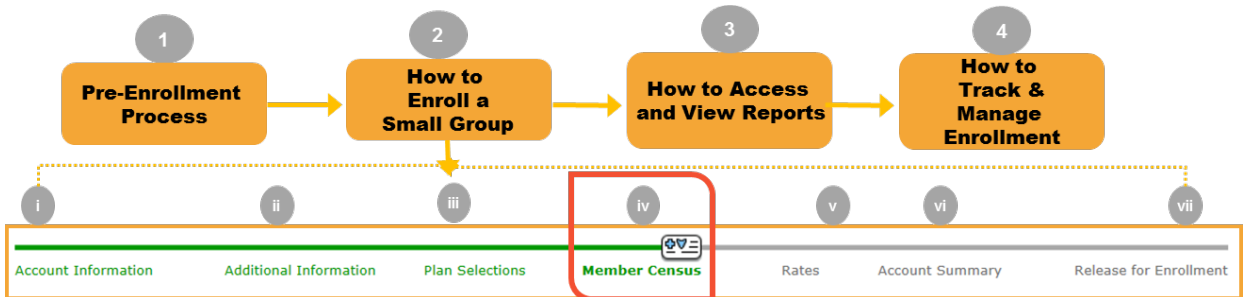 1
2
3
4
Pre-Enrollment
Process
How to
Enroll a
Small Group
How to Access
and View Reports
How to
Track &
Manage
Enrollment
i
ii
iii
iv
v
vi
vii
Account Information
Additional Information
Plan Selections
Member Census
Rates
Account Summary
Release for Enrollment